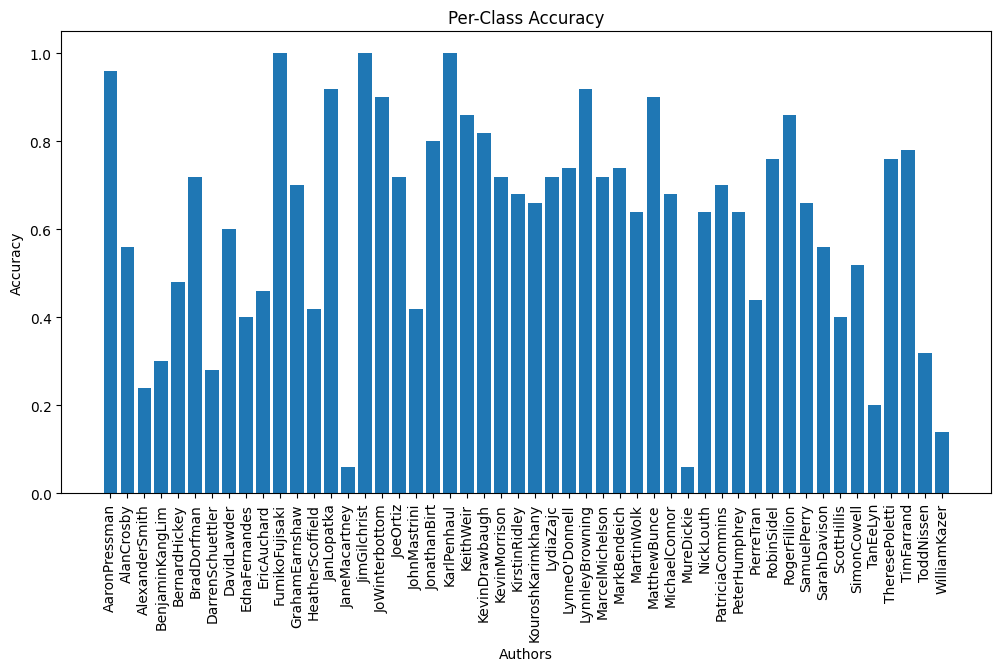 Per-Class Accuracy
Accuracy
1.0
0.8
0.6
0.4
0.2
0.0
AaronPressman
AlanCrosby
AlexanderSmith
BenjaminKangLim
BernardHickey
BradDorfman
DarrenSchuettler
DavidLawder
EdnaFernandes
EricAuchard
FumikoFujisaki
GrahamEarnshaw
HeatherScoffield
JanLopatka
JaneMacartney
JimGilchrist
JoWinterbottom
JoeOrtiz
JohnMastrini
JonathanBirt
KarlPenhaul
KeithWeir
KevinDrawbaugh
KevinMorrison
KirstinRidley
KouroshKarimkhany
LydiaZajc
LynneO'Donnell
LynnleyBrowning
MarcelMichelson
MarkBendeich
MartinWolk
MatthewBunce
MichaelConnor
MureDickie
NickLouth
PatriciaCommins
PeterHumphrey
PierreTran
RobinSidel
RogerFillion
SamuelPerry
SarahDavison
ScottHillis
SimonCowell
TanEeLyn
TheresePoletti
TimFarrand
ToddNissen
WilliamKazer
Authors